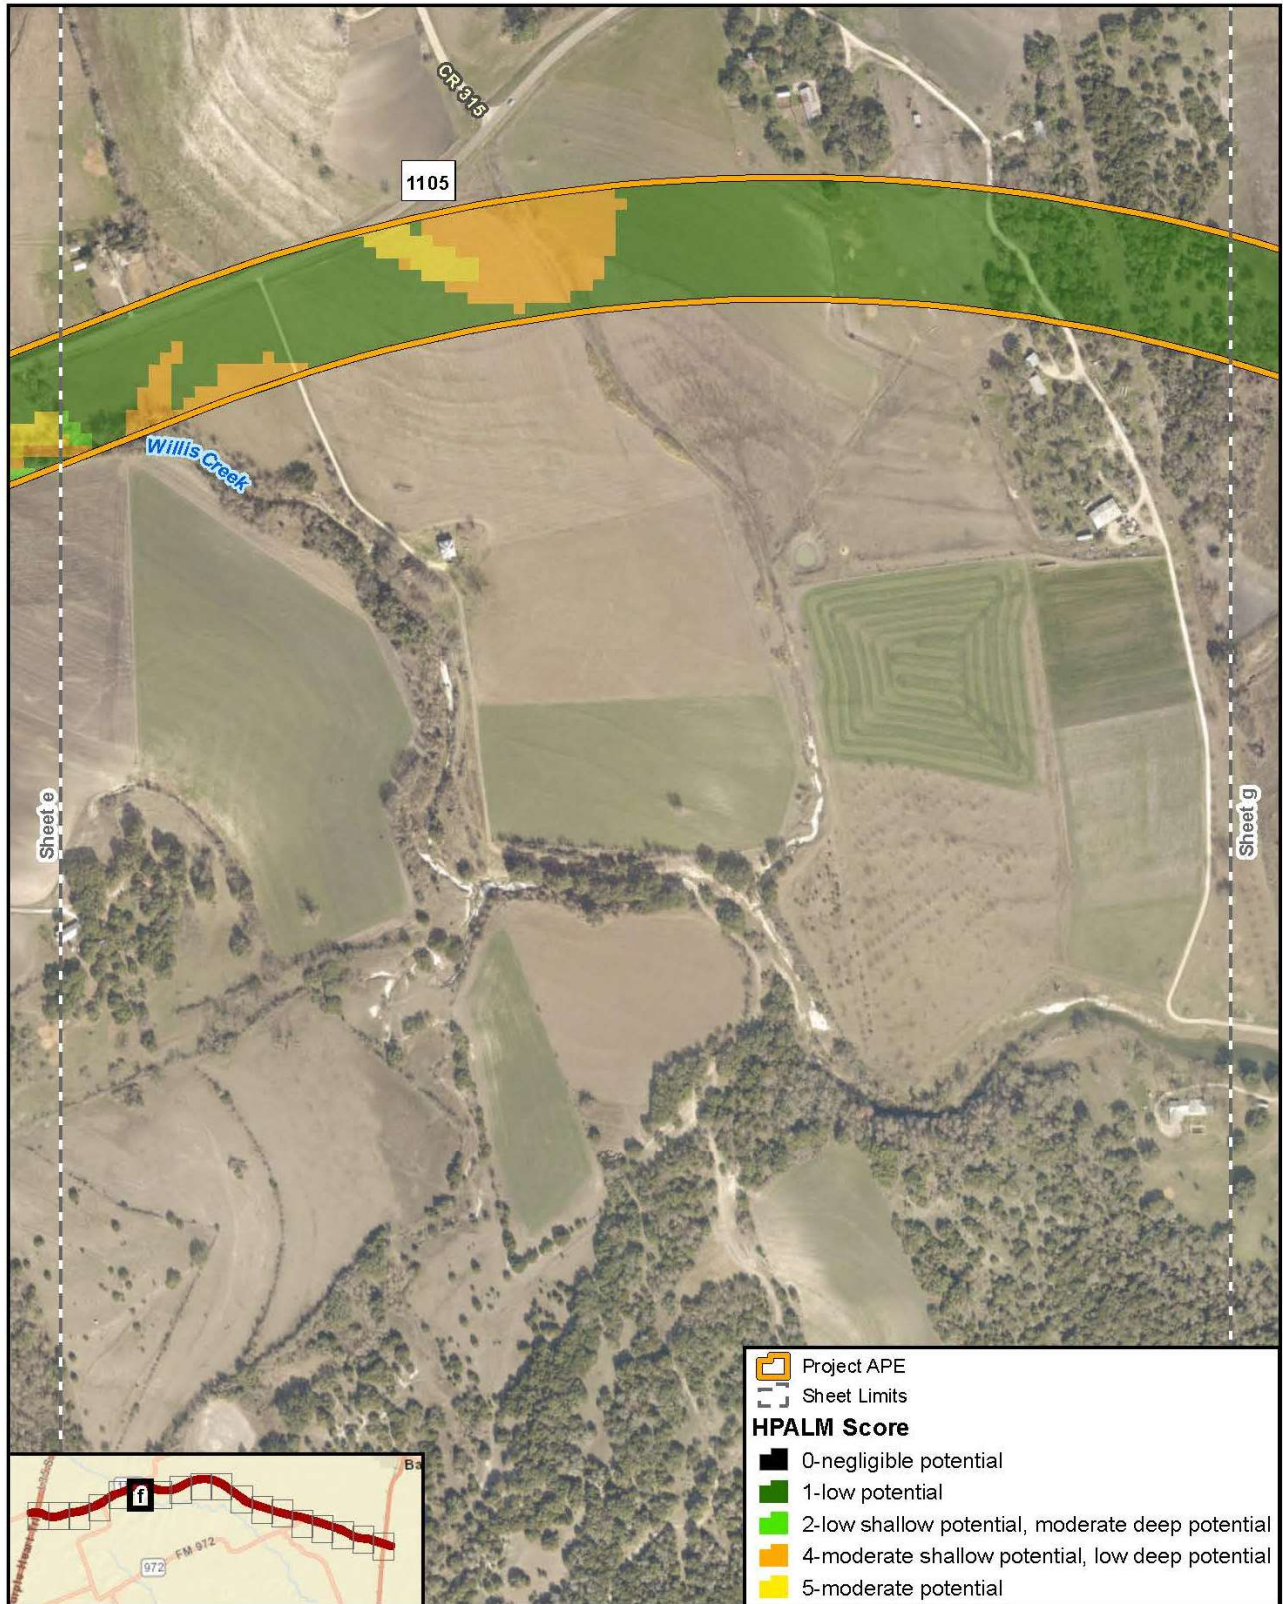 CR 315
1105
Willis Creek
Sheet e
Sheet g
Project APE
Sheet Limits
HPALM Score
0-negligible potential
1-low potential
2-low shallow potential, moderate deep potential
4-moderate shallow potential, low deep potential
5-moderate potential
f
Ba
FM 972
972